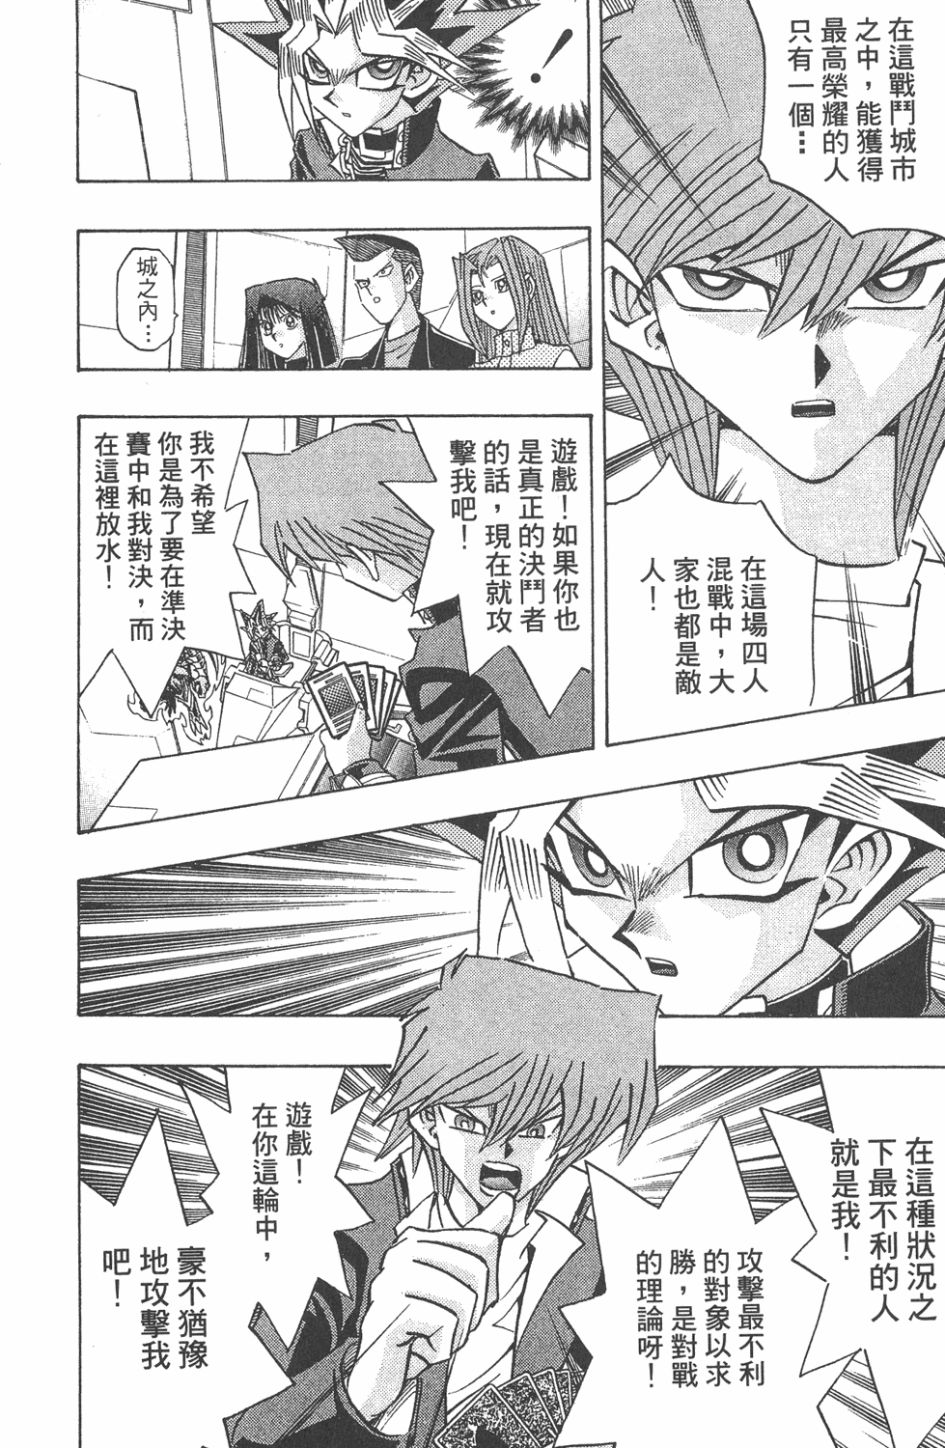 在這戰鬥城市
之中，能獲得
最高榮耀的人
只有一個…
在這場四人
混戰中，大
家也都是敵
人！
城之內…
遊戲！如果你也
是真正的決鬥者
的話，現在就攻
擊我吧！
我不希望
你是為了要在準決
賽中和我對決，而
在這裡放水！
在這種狀況之
下最不利的人
就是我！
攻擊最不利
的對象以求
勝，是對戰
的理論呀！
遊戲！
在你這輪中，
豪不猶豫
地攻擊我
吧！